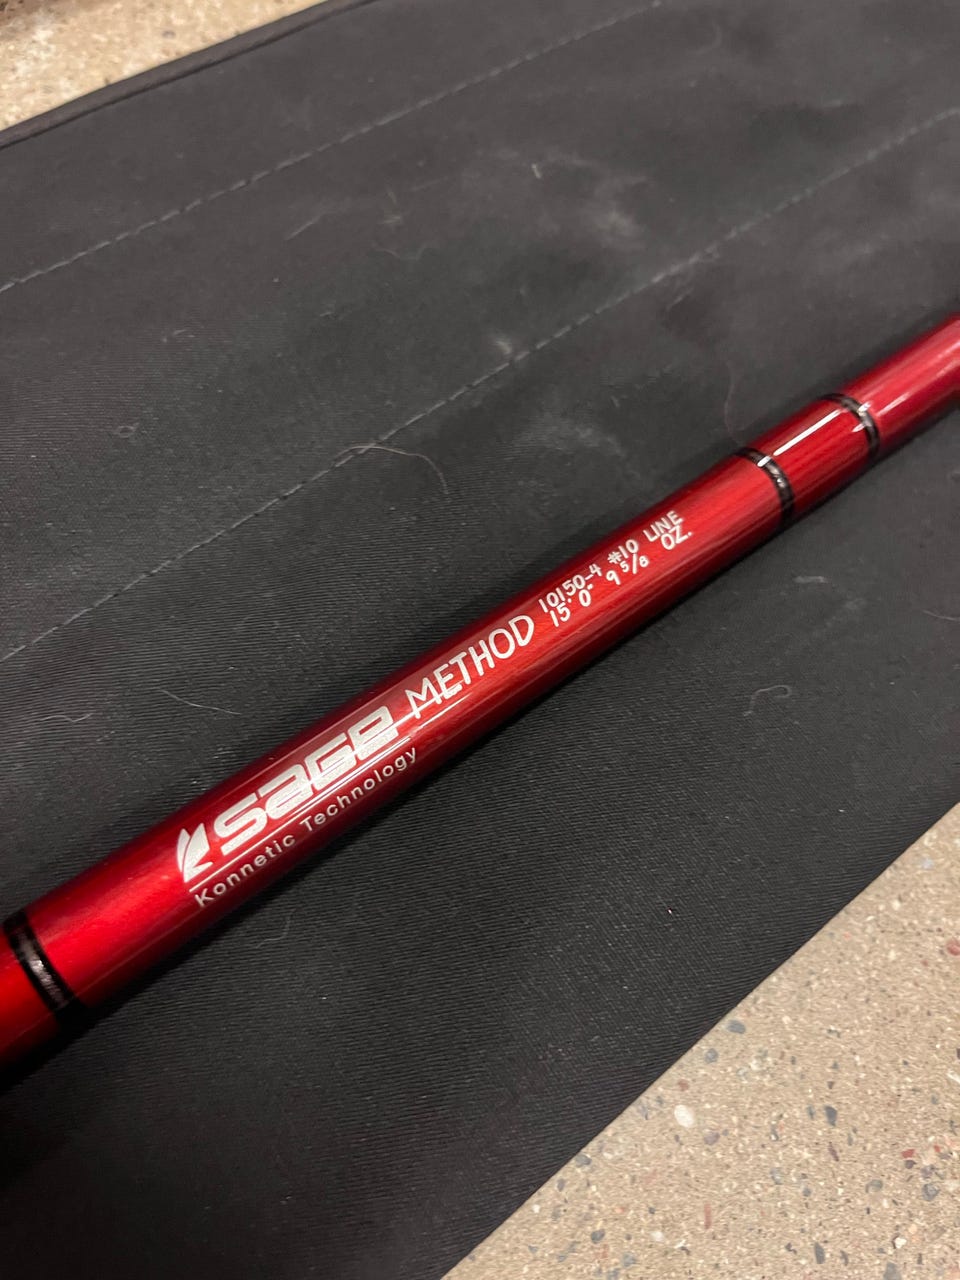 SAGE METHOD 10150-4 #10 LINE
15'0" 9 5/8 OZ.
Konnetic Technology